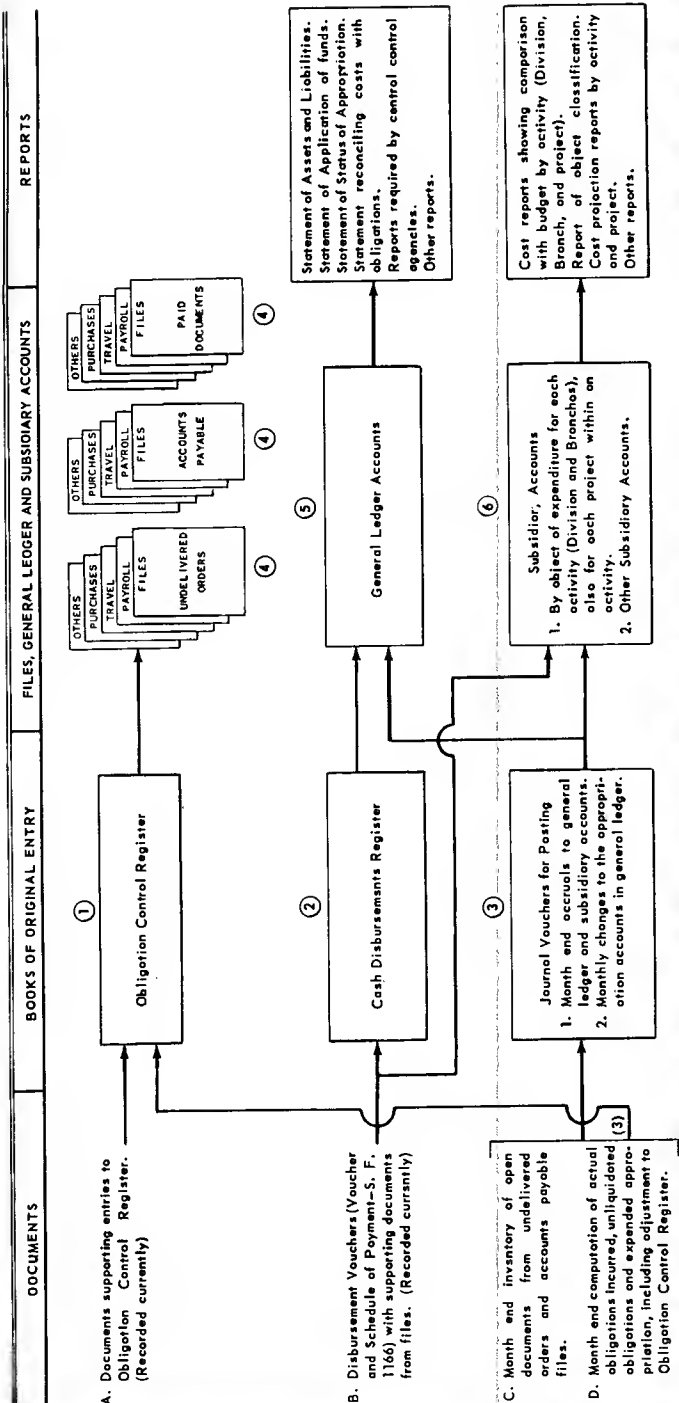 DOCUMENTS
BOOKS OF ORIGINAL ENTRY
FILES, GENERAL LEDGER AND SUBSIDIARY ACCOUNTS
REPORTS
A. Documents supporting entries to
Obligation Control Register.
(Recorded currently)
1
Obligation Control Register
OTHERS
PURCHASES
TRAVEL
PAYROLL
FILES
UNDELIVERED
ORDERS
4
OTHERS
PURCHASES
TRAVEL
PAYROLL
FILES
ACCOUNTS
PAYABLE
4
OTHERS
PURCHASES
TRAVEL
PAYROLL
FILES
PAID
DOCUMENTS
4
B. Disbursement Vouchers (Voucher
and Schedule of Payment–S. F.
1166) with supporting documents
from files. (Recorded currently)
2
Cash Disbursements Register
5
General Ledger Accounts
Statement of Assets and Liabilities.
Statement of Application of funds.
Statement of Status of Appropriation.
Statement reconciling costs with
obligations.
Reports required by central control
agencies.
Other reports.
C. Month end inventory of open
documents from undelivered
orders and accounts payable
files.
D. Month end computation of actual
obligations incurred, unliquidated
obligations and expended appro-
priation, including adjustment to
Obligation Control Register.
(3)
3
Journal Vouchers for Posting
1. Month end accruals to general
ledger and subsidiary accounts.
2. Monthly changes to the appropri-
ation accounts in general ledger.
6
Subsidiar, Accounts
1. By object of expenditure for each
activity (Division and Branchos),
also for each project within an
activity.
2. Other Subsidiary Accounts.
Cost reports showing comparison
with budget by activity (Division,
Branch, and project).
Report of object classification.
Cost projection reports by activity
and project.
Other reports.